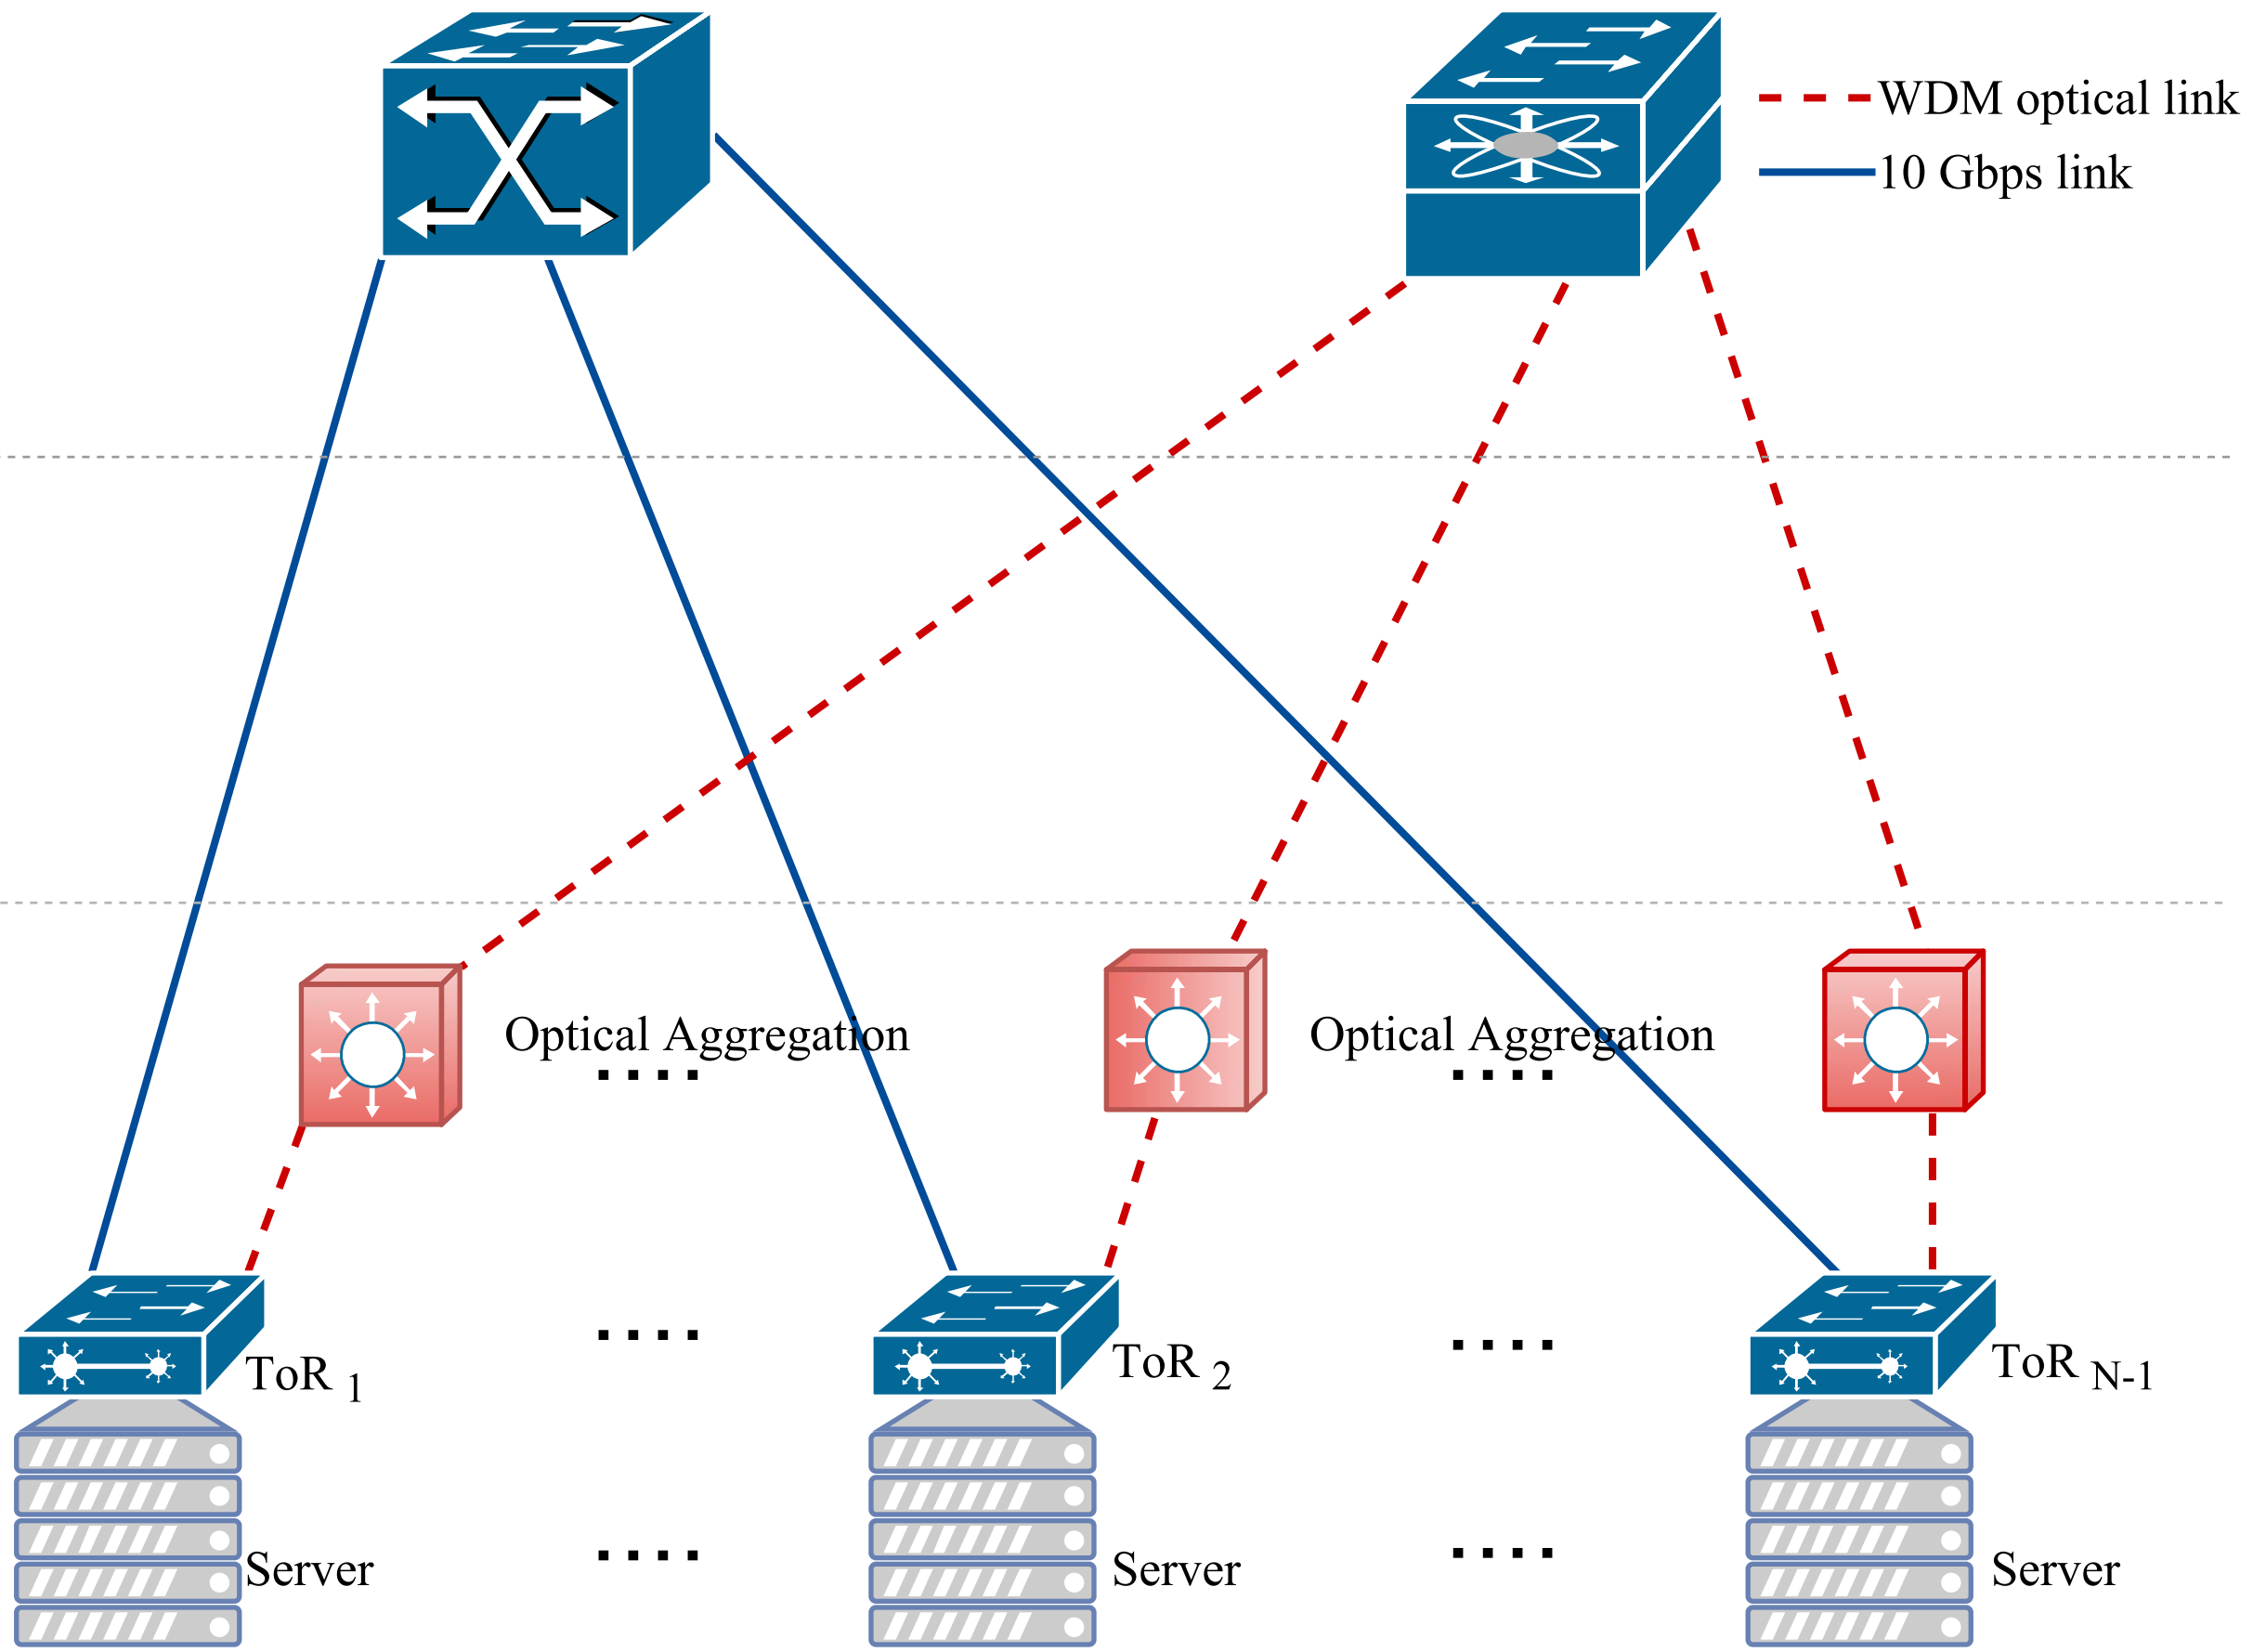 WDM optical link
10 Gbps link
Optical Aggregation
Optical Aggregation
....
....
....
....
ToR 1
ToR 2
ToR N-1
....
....
Server
Server
Server